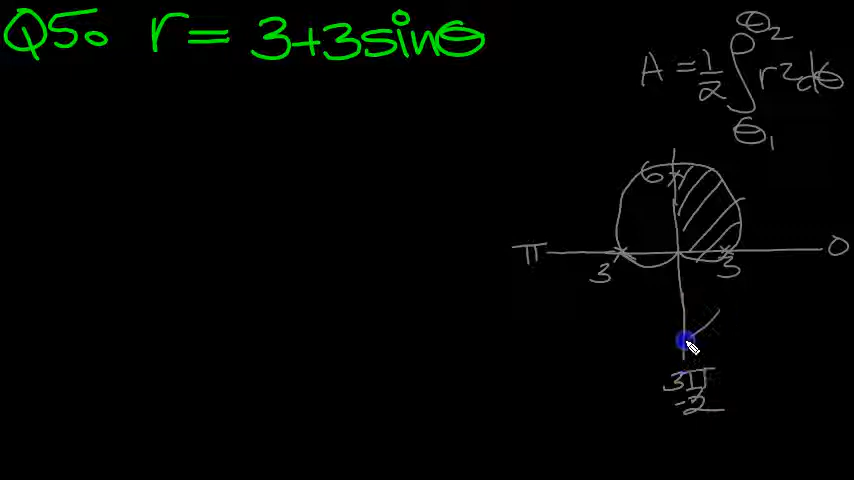 Q5. r = 3+3sinθ
A = 1/2 ∫θ₁^θ₂ r²dθ
6
π 0
3 3
3π/2